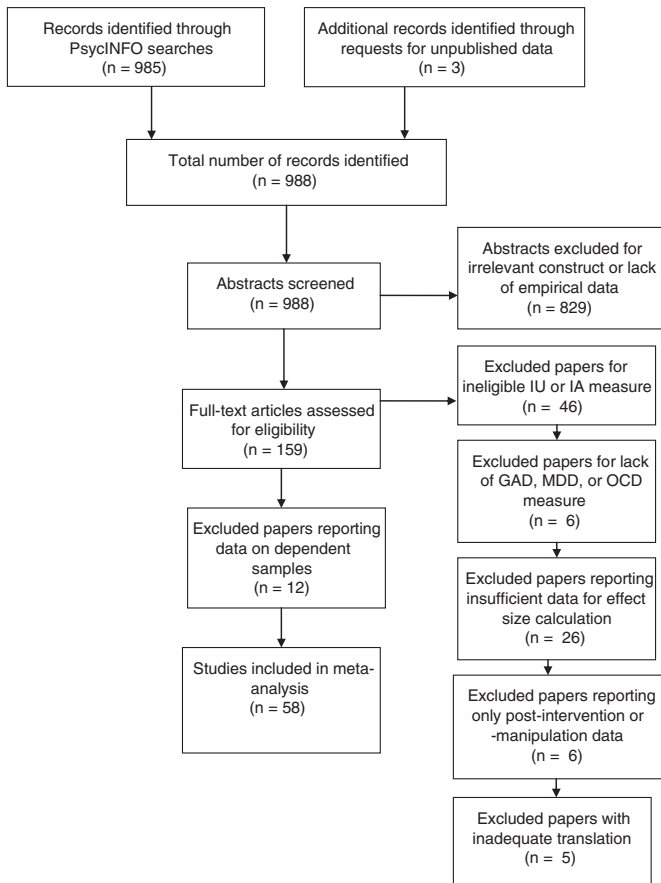 Records identified through
PsycINFO searches
(n = 985)
Additional records identified through
requests for unpublished data
(n = 3)
Total number of records identified
(n = 988)
Abstracts screened
(n = 988)
Abstracts excluded for
irrelevant construct or lack
of empirical data
(n = 829)
Full-text articles assessed
for eligibility
(n = 159)
Excluded papers for
ineligible IU or IA measure
(n = 46)
Excluded papers for lack
of GAD, MDD, or OCD
measure
(n = 6)
Excluded papers reporting
data on dependent
samples
(n = 12)
Excluded papers reporting
insufficient data for effect
size calculation
(n = 26)
Studies included in meta-
analysis
(n = 58)
Excluded papers reporting
only post-intervention or
-manipulation data
(n = 6)
Excluded papers with
inadequate translation
(n = 5)